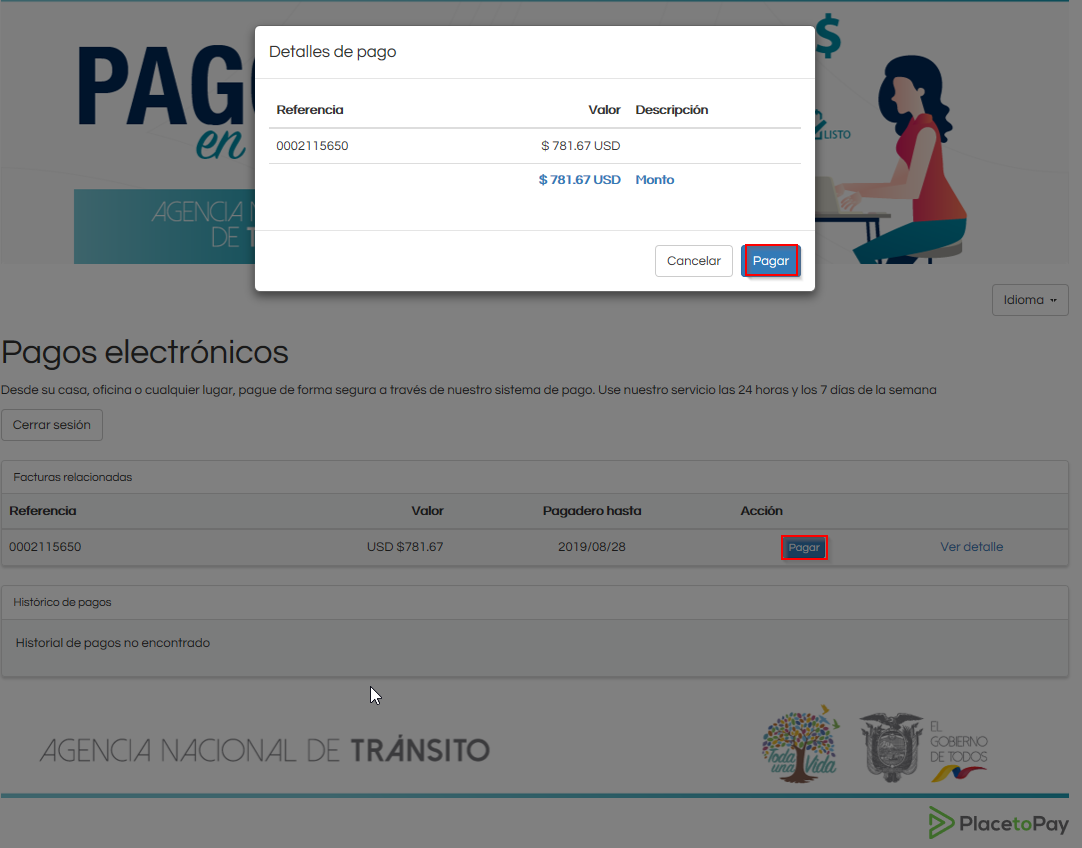 PAGO
en
$
LISTO
AGENCIA
DE
Detalles de pago
Referencia Valor Descripción
0002115650 $ 781.67 USD
$ 781.67 USD Monto
Cancelar Pagar
Idioma
Pagos electrónicos
Desde su casa, oficina o cualquier lugar, pague de forma segura a través de nuestro sistema de pago. Use nuestro servicio las 24 horas y los 7 días de la semana
Cerrar sesión
Facturas relacionadas
Referencia Valor Pagadero hasta Acción
0002115650 USD $781.67 2019/08/28 Pagar Ver detalle
Histórico de pagos
Historial de pagos no encontrado
AGENCIA NACIONAL DE TRÁNSITO
Toda
una Vida
EL
GOBIERNO
DE TODOS
PlacetoPay